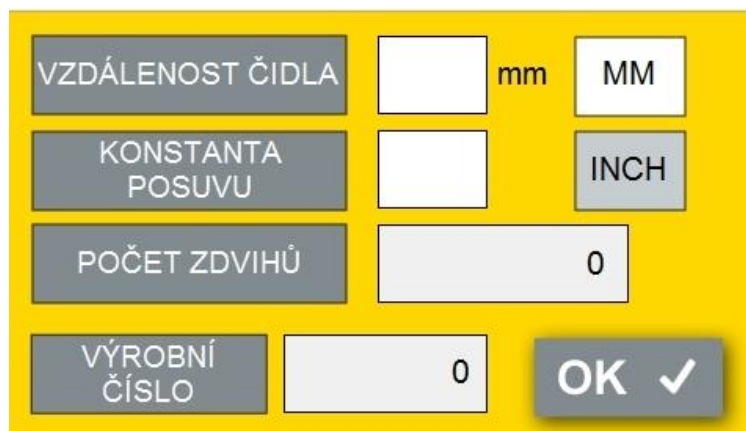 VZDÁLENOST ČIDLA mm MM
KONSTANTA
POSUVU
INCH
POČET ZDVIHŮ 0
VÝROBNÍ
ČÍSLO
0
OK ✓